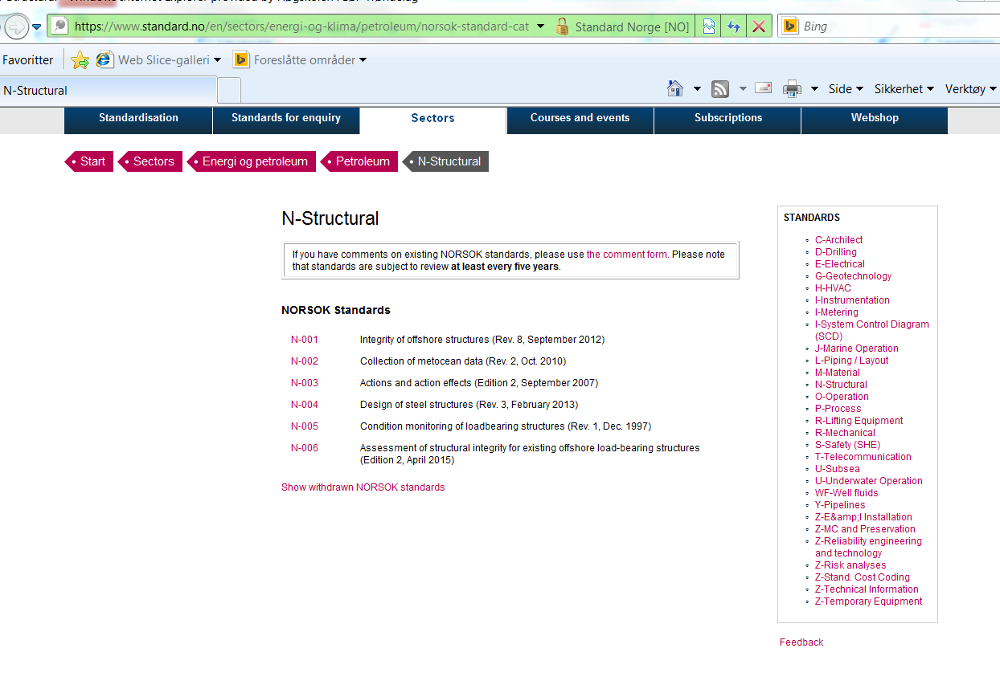 https://www.standard.no/en/sectors/energi-og-klima/petroleum/norsok-standard-cat
Standard Norge [NO]
Bing
Favoritter
Web Slice-galleri
Foreslåtte områder
N-Structural
Side
Sikkerhet
Verktøy
Standardisation
Standards for enquiry
Sectors
Courses and events
Subscriptions
Webshop
Start
Sectors
Energi og petroleum
Petroleum
N-Structural
N-Structural
If you have comments on existing NORSOK standards, please use the comment form. Please note
that standards are subject to review at least every five years.
NORSOK Standards
N-001 Integrity of offshore structures (Rev. 8, September 2012)
N-002 Collection of metocean data (Rev. 2, Oct. 2010)
N-003 Actions and action effects (Edition 2, September 2007)
N-004 Design of steel structures (Rev. 3, February 2013)
N-005 Condition monitoring of loadbearing structures (Rev. 1, Dec. 1997)
N-006 Assessment of structural integrity for existing offshore load-bearing structures
(Edition 2, April 2015)
Show withdrawn NORSOK standards
STANDARDS
C-Architect
D-Drilling
E-Electrical
G-Geotechnology
H-HVAC
I-Instrumentation
I-Metering
I-System Control Diagram
(SCD)
J-Marine Operation
L-Piping / Layout
M-Material
N-Structural
O-Operation
P-Process
R-Lifting Equipment
R-Mechanical
S-Safety (SHE)
T-Telecommunication
U-Subsea
U-Underwater Operation
WF-Well fluids
Y-Pipelines
Z-E&amp;I Installation
Z-MC and Preservation
Z-Reliability engineering
and technology
Z-Risk analyses
Z-Stand. Cost Coding
Z-Technical Information
Z-Temporary Equipment
Feedback